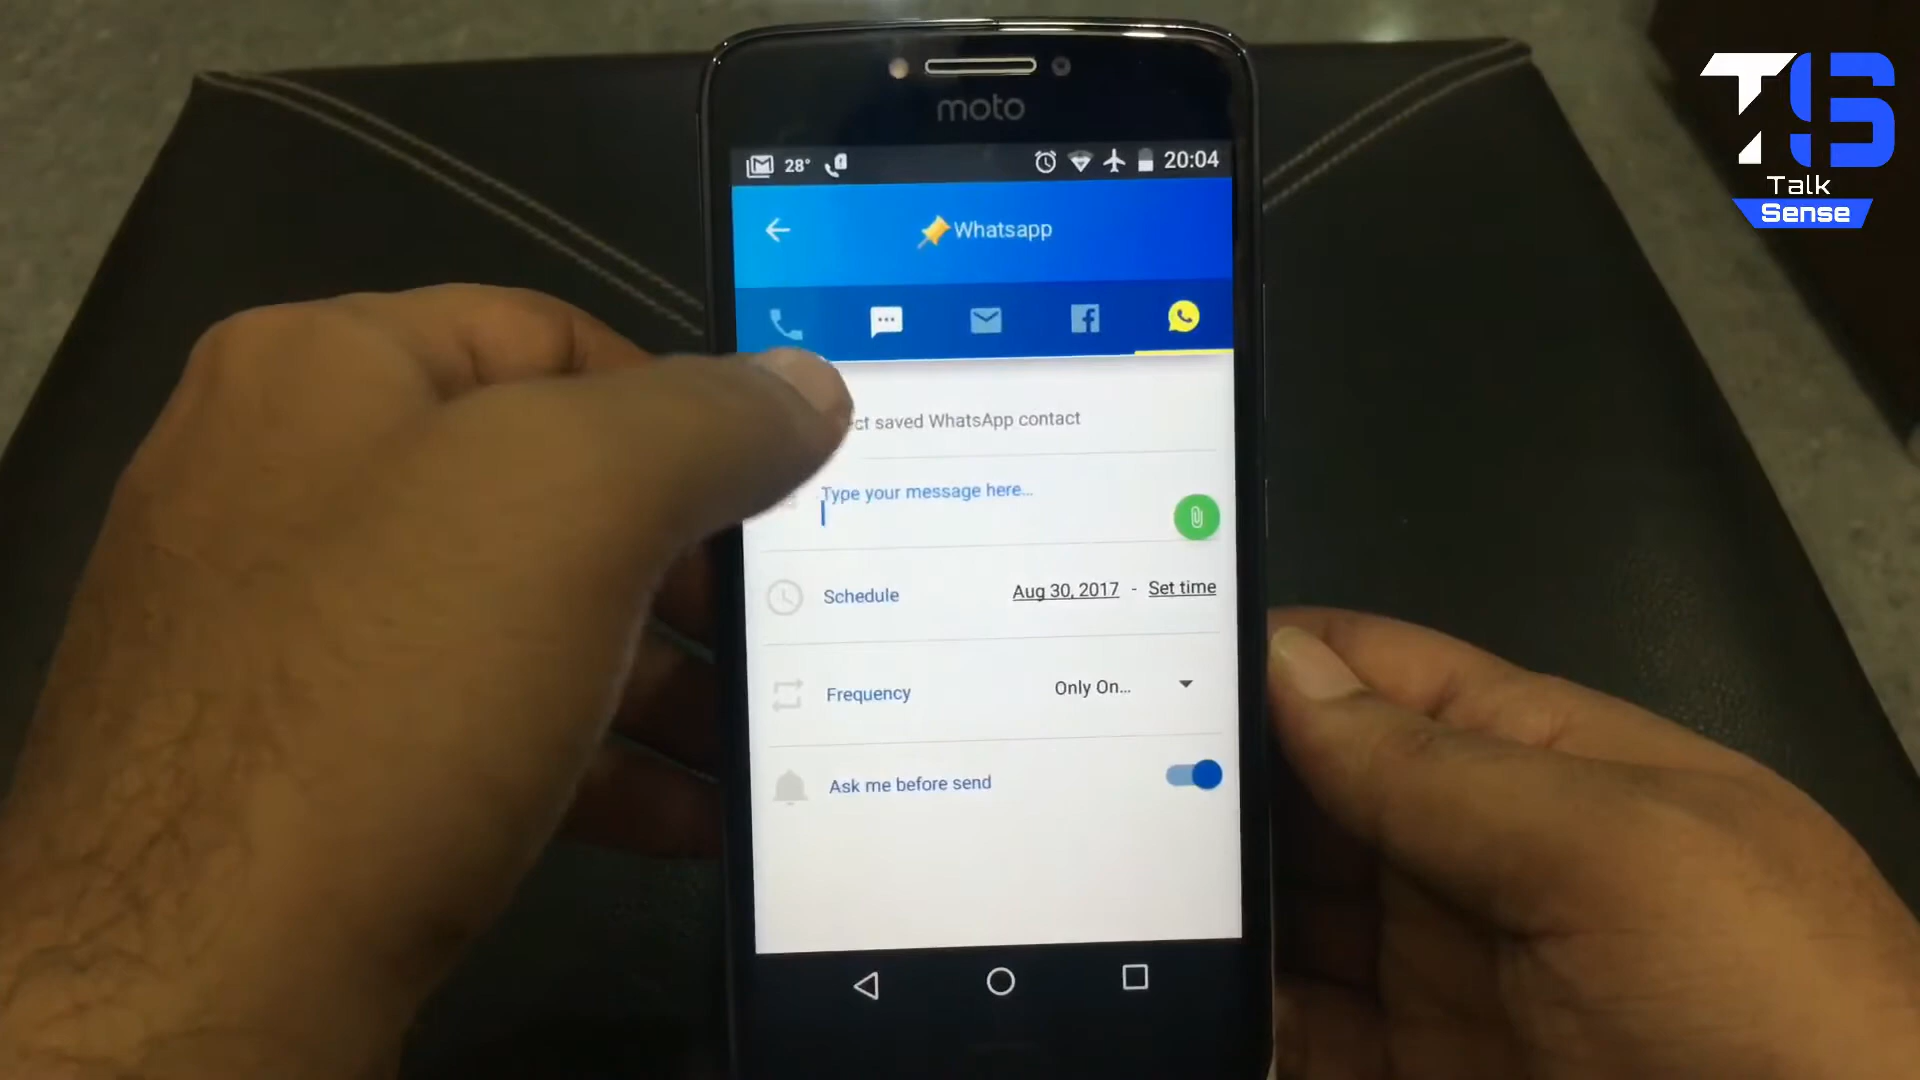 moto
28° 20:04
Whatsapp
saved WhatsApp contact
Type your message here...
Schedule Aug 30, 2017 - Set time
Frequency Only On...
Ask me before send
TS
Talk
Sense